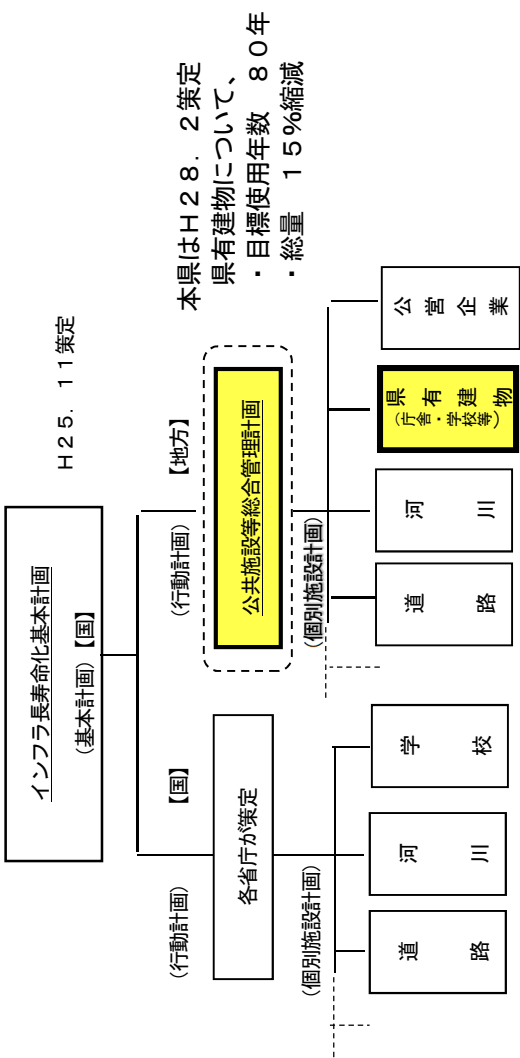 インフラ長寿命化基本計画
（基本計画）【国】
Ｈ２５．１１策定
（行動計画）
【国】
各省庁が策定
（個別施設計画）
道路
河川
学校
（行動計画）
【地方】
公共施設等総合管理計画
（個別施設計画）
道路
河川
県有建物
（庁舎・学校等）
公営企業
本県はＨ２８．２策定
県有建物について、
・目標使用年数　８０年
・総量　１５％縮減